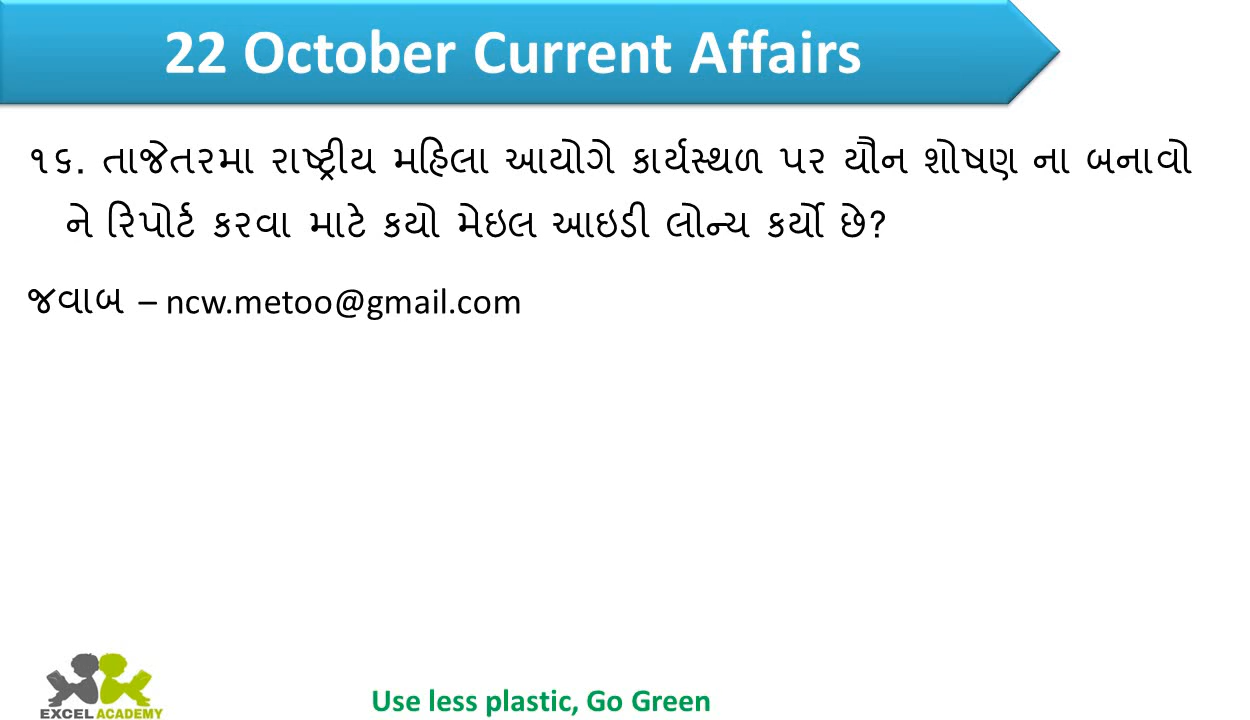 22 October Current Affairs
૧૬. તાજેતરમા રાષ્ટ્રીય મહિલા આયોગે કાર્યસ્થળ પર યૌન શોષણ ના બનાવો
ને રિપોર્ટ કરવા માટે કયો મેઇલ આઇડી લોન્ચ કર્યો છે?
જવાબ – ncw.metoo@gmail.com
EXCEL ACADEMY
Use less plastic, Go Green